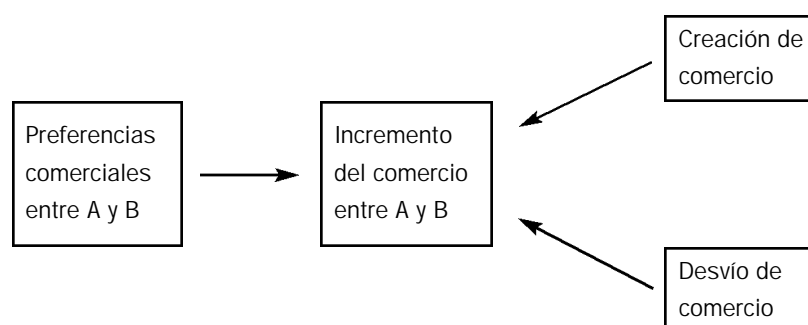 Preferencias
comerciales
entre A y B
Incremento
del comercio
entre A y B
Creación de
comercio
Desvío de
comercio